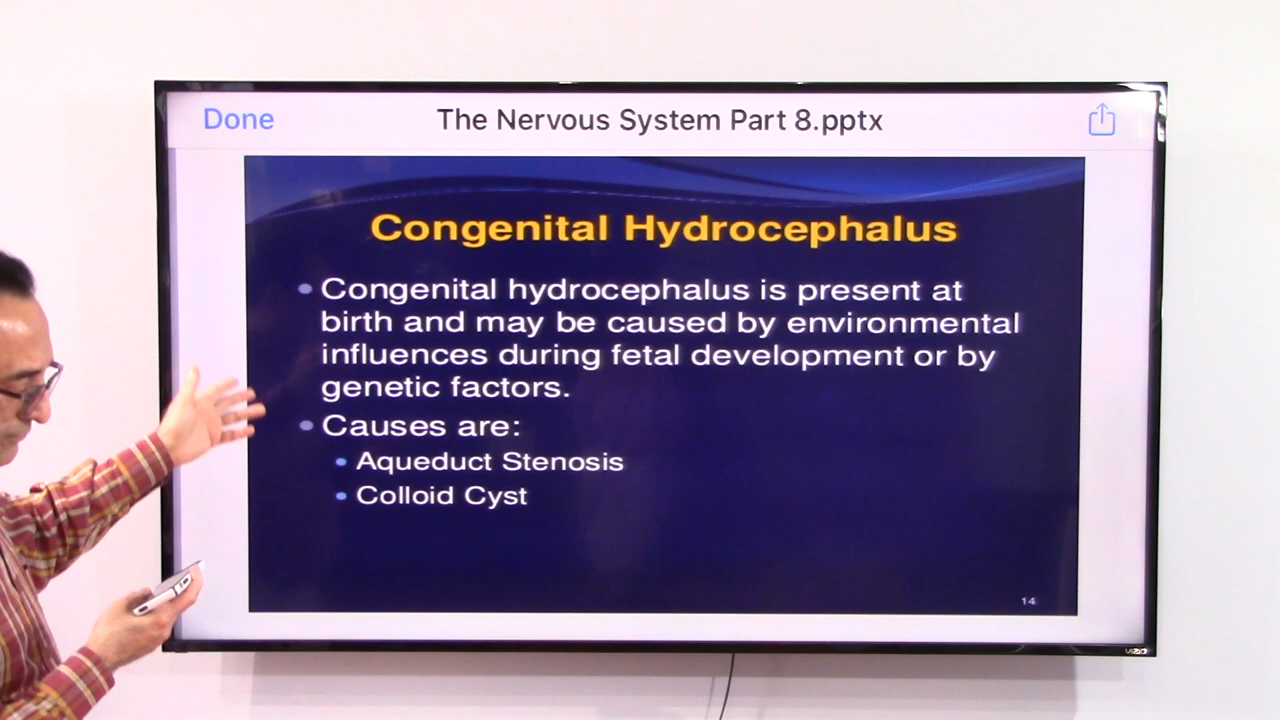 Done The Nervous System Part 8.pptx
Congenital Hydrocephalus
• Congenital hydrocephalus is present at
birth and may be caused by environmental
influences during fetal development or by
genetic factors.
• Causes are:
• Aqueduct Stenosis
• Colloid Cyst
14
VIZIO